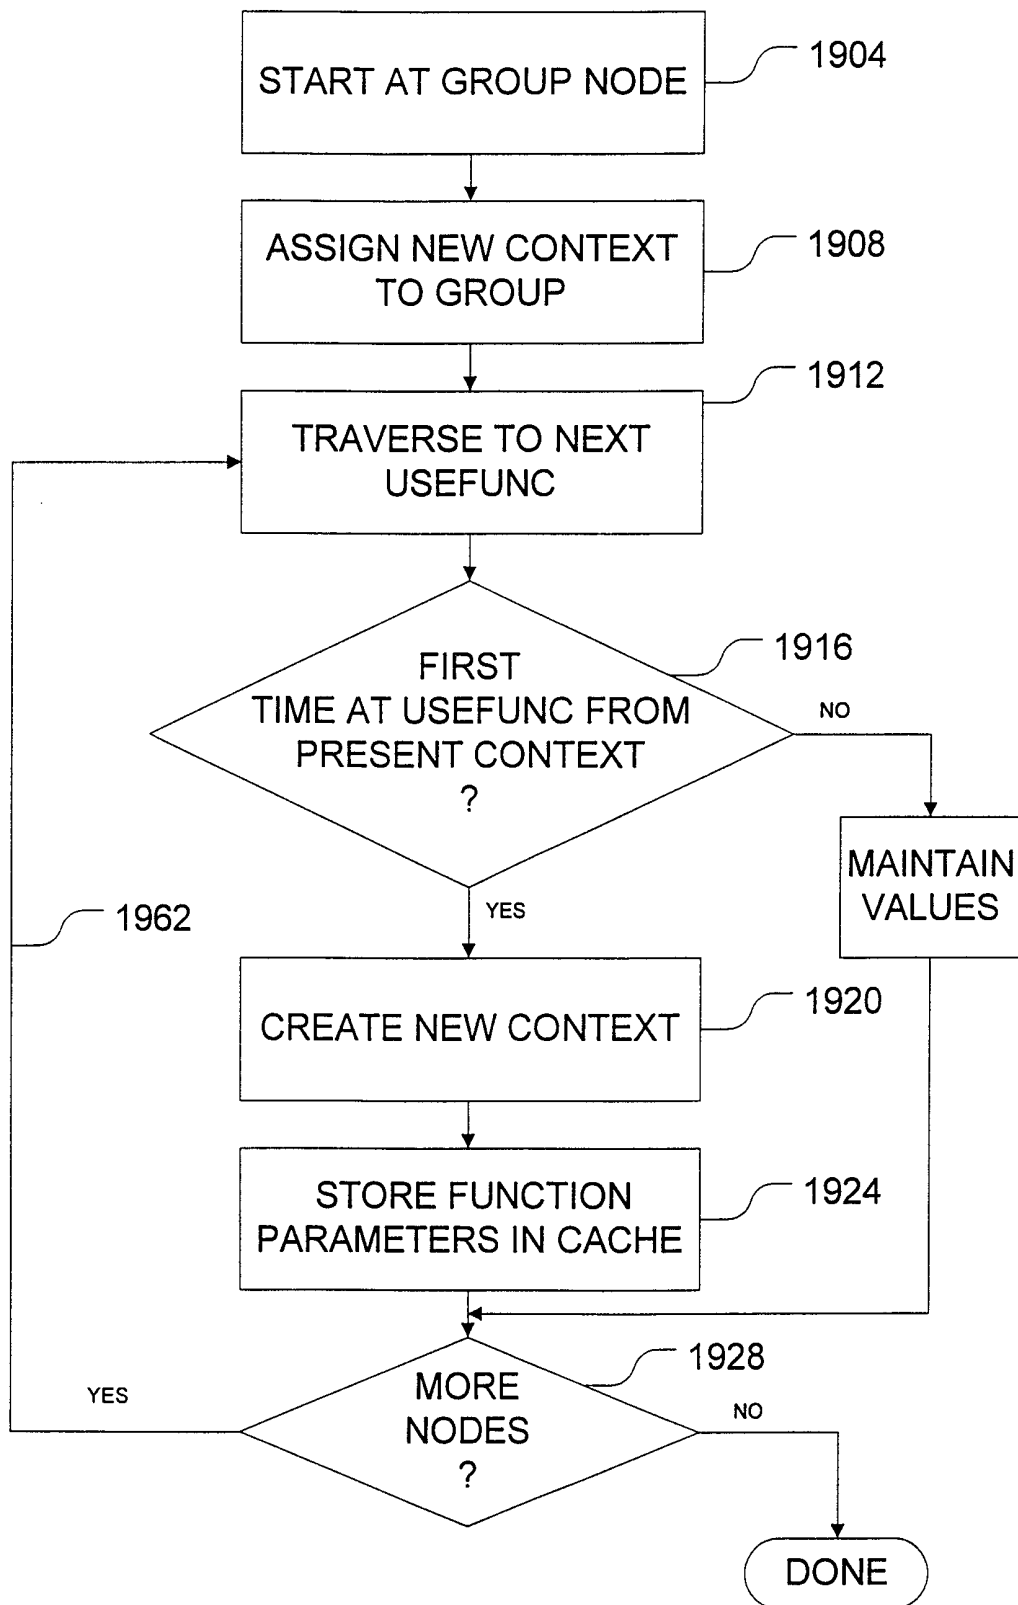 START AT GROUP NODE
1904
ASSIGN NEW CONTEXT
TO GROUP
1908
TRAVERSE TO NEXT
USEFUNC
1912
FIRST
TIME AT USEFUNC FROM
PRESENT CONTEXT
?
1916
NO
MAINTAIN
VALUES
YES
1962
CREATE NEW CONTEXT
1920
STORE FUNCTION
PARAMETERS IN CACHE
1924
MORE
NODES
?
1928
YES
NO
DONE